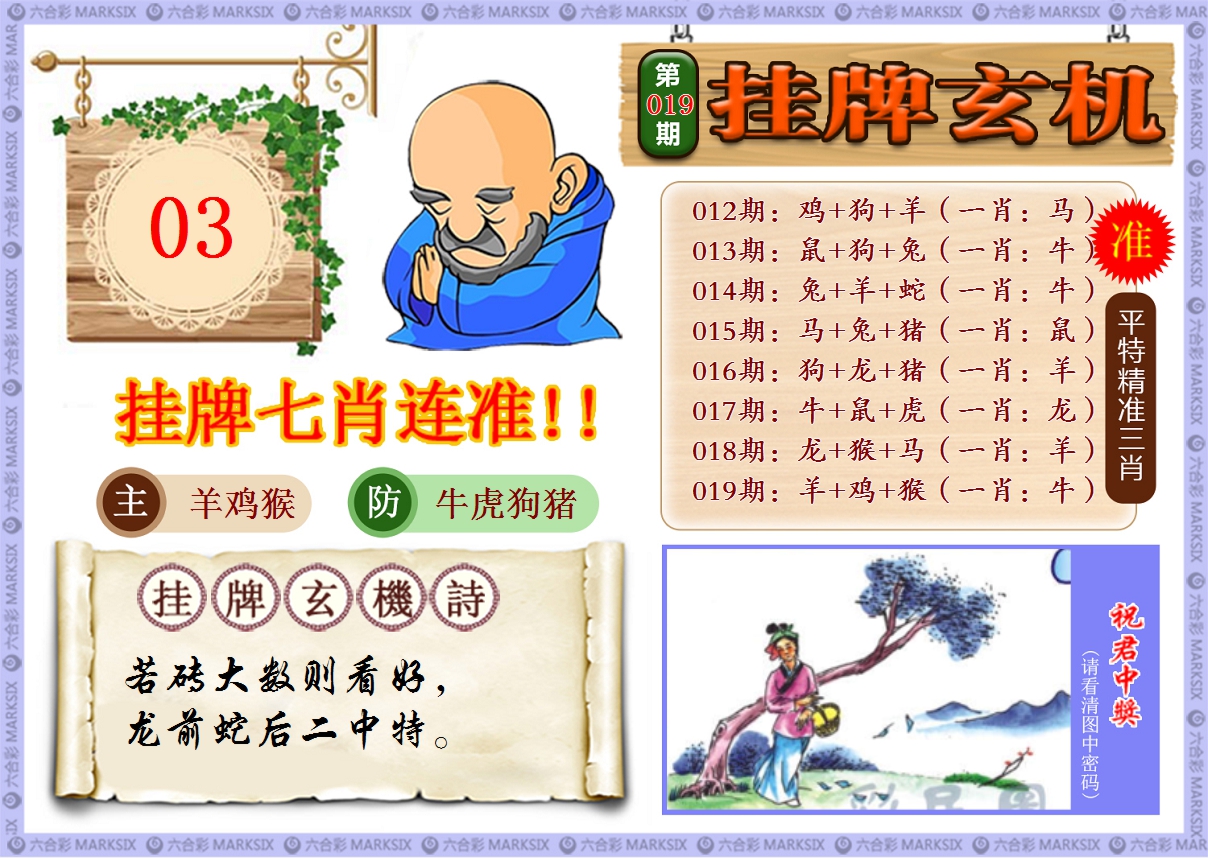 六合彩 MARKSIX
03
第
019
期
挂牌玄机
挂牌七肖连准!!
主 羊鸡猴
防 牛虎狗猪
挂牌玄機詩
若砖大数则看好，
龙前蛇后二中特。
012期：鸡+狗+羊（一肖：马）
013期：鼠+狗+兔（一肖：牛）
014期：兔+羊+蛇（一肖：牛）
015期：马+兔+猪（一肖：鼠）
016期：狗+龙+猪（一肖：羊）
017期：牛+鼠+虎（一肖：龙）
018期：龙+猴+马（一肖：羊）
019期：羊+鸡+猴（一肖：牛）
准
平特精准三肖
祝君中奖
（请看清图中密码）